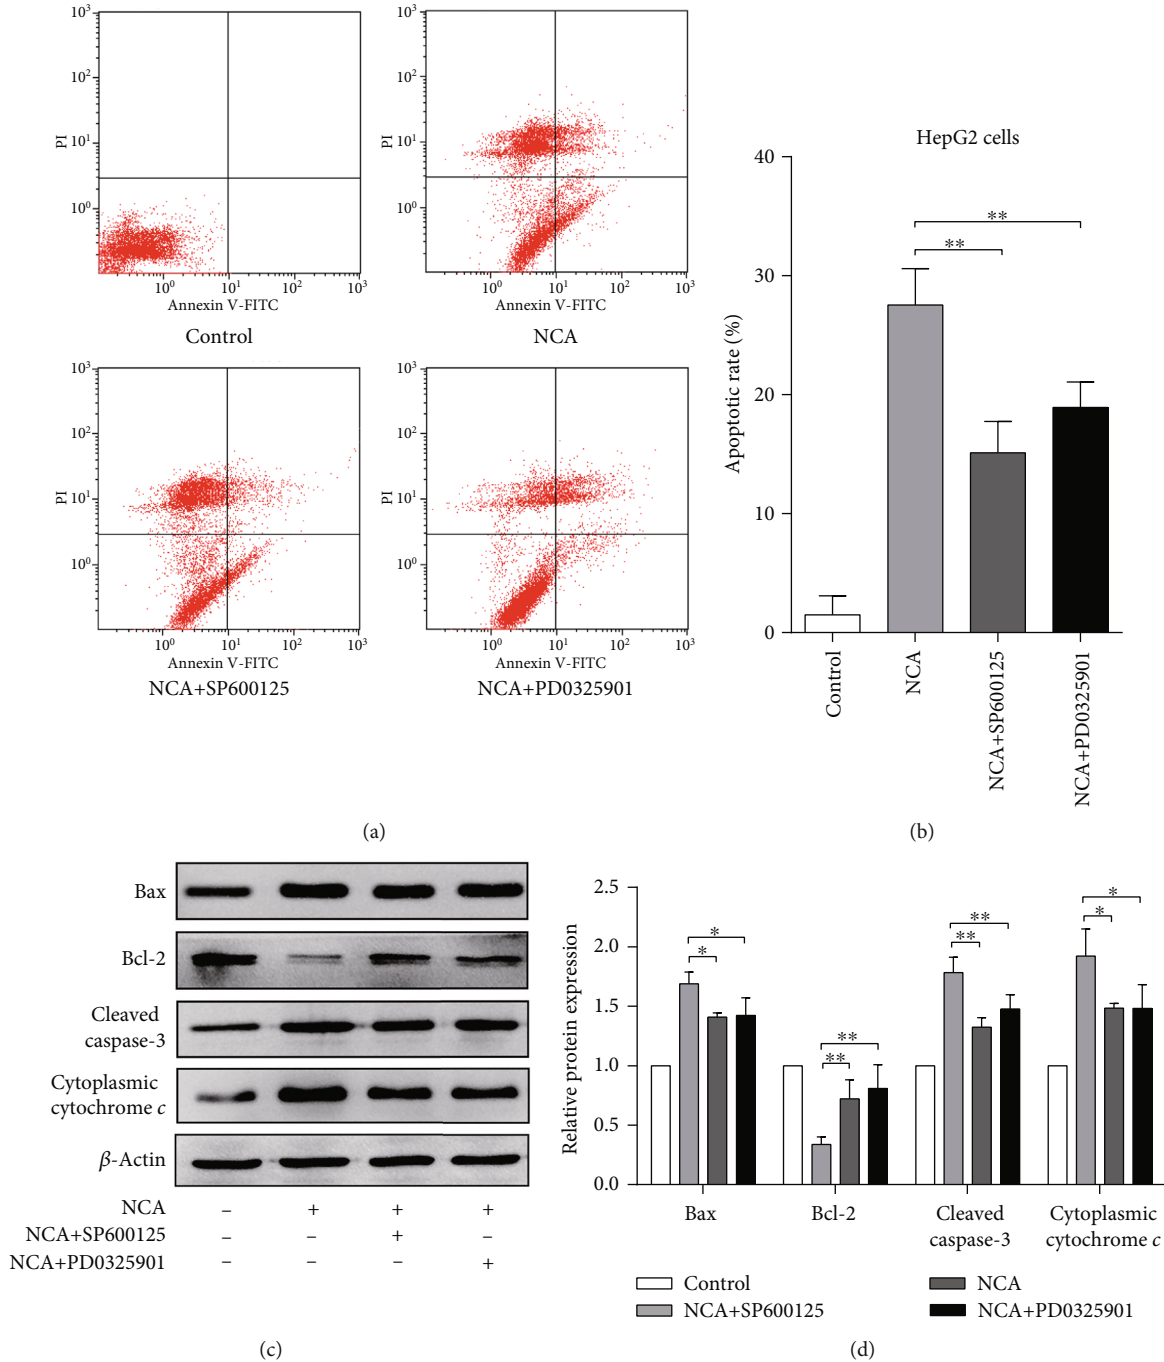 10³
10²
10¹
10⁰
PI
10⁰ 10¹ 10² 10³
Annexin V-FITC
Control
10³
10²
10¹
10⁰
PI
10⁰ 10¹ 10² 10³
Annexin V-FITC
NCA
10³
10²
10¹
10⁰
PI
10⁰ 10¹ 10² 10³
Annexin V-FITC
NCA+SP600125
10³
10²
10¹
10⁰
PI
10⁰ 10¹ 10² 10³
Annexin V-FITC
NCA+PD0325901
(a)
HepG2 cells
40
30
20
10
0
Apoptotic rate (%)
**
**
Control
NCA
NCA+SP600125
NCA+PD0325901
(b)
Bax
Bcl-2
Cleaved
caspase-3
Cytoplasmic
cytochrome c
β-Actin
NCA – + + +
NCA+SP600125 – – + –
NCA+PD0325901 – – – +
(c)
2.5
2.0
1.5
1.0
0.5
0.0
Relative protein expression
*
*
**
**
**
**
*
*
Bax
Bcl-2
Cleaved
caspase-3
Cytoplasmic
cytochrome c
Control
NCA
NCA+SP600125
NCA+PD0325901
(d)